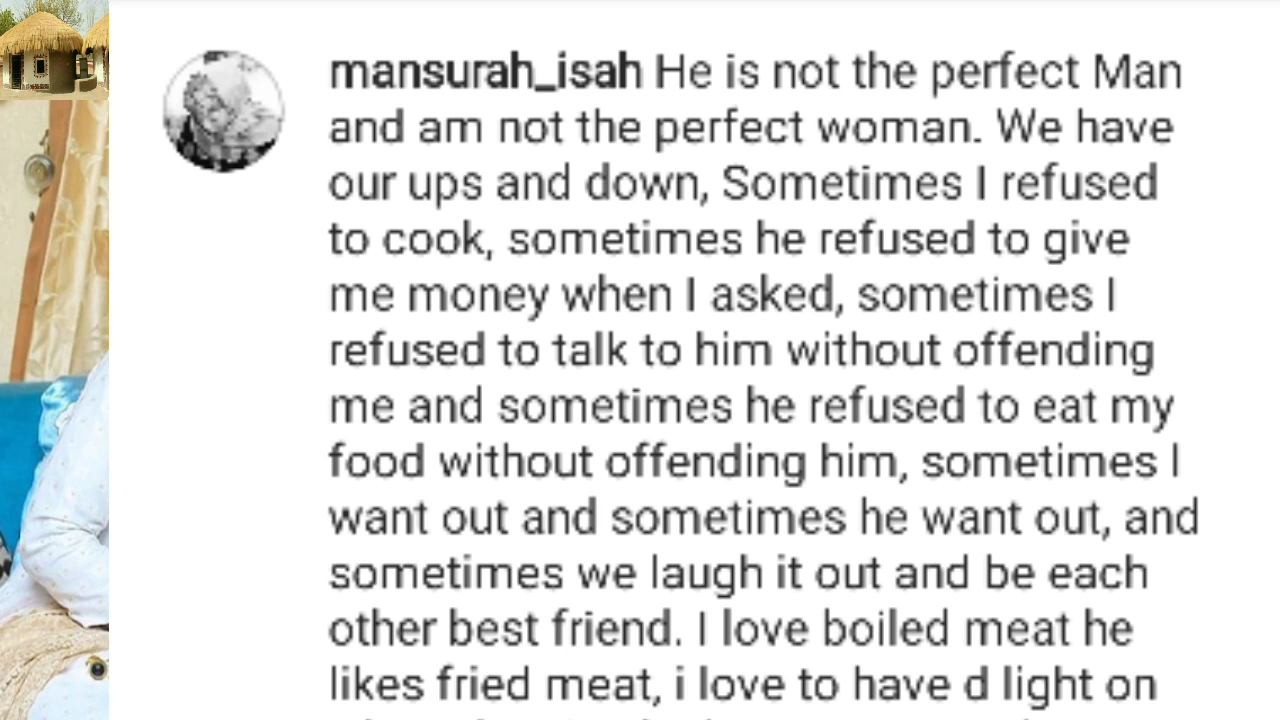 mansurah_isah He is not the perfect Man
and am not the perfect woman. We have
our ups and down, Sometimes I refused
to cook, sometimes he refused to give
me money when I asked, sometimes I
refused to talk to him without offending
me and sometimes he refused to eat my
food without offending him, sometimes I
want out and sometimes he want out, and
sometimes we laugh it out and be each
other best friend. I love boiled meat he
likes fried meat, i love to have d light on